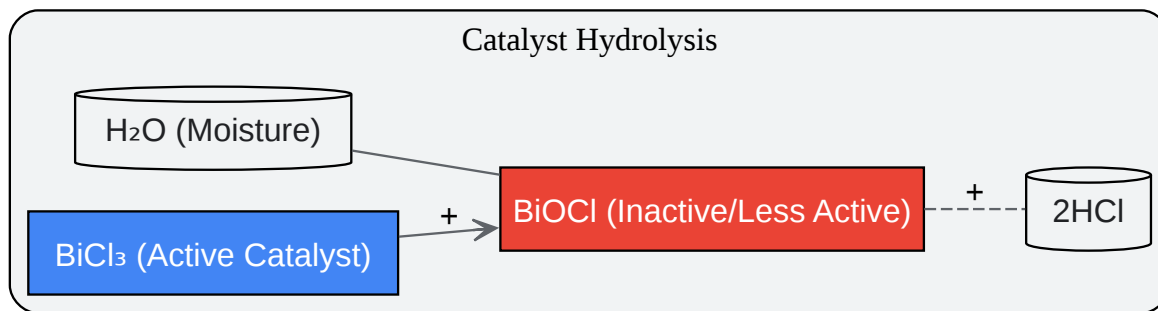 Catalyst Hydrolysis
H₂O (Moisture)
BiCl₃ (Active Catalyst)
+
BiOCl (Inactive/Less Active)
+
2HCl